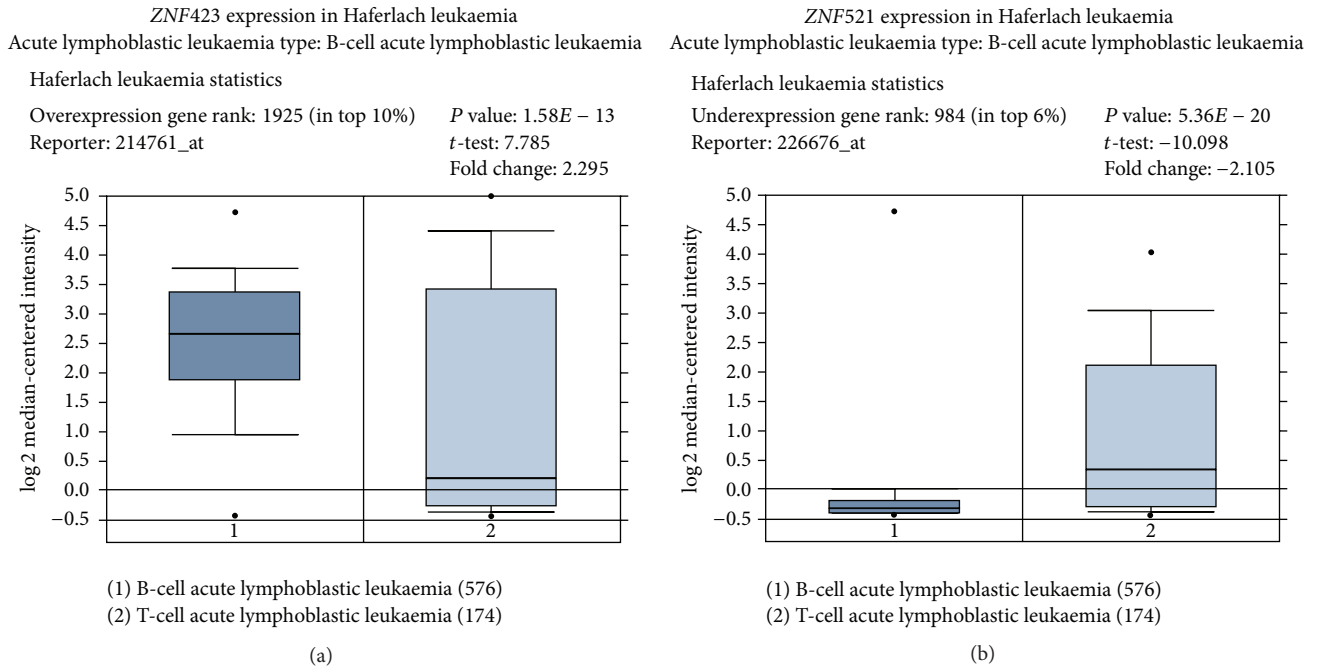 ZNF423 expression in Haferlach leukaemia
Acute lymphoblastic leukaemia type: B-cell acute lymphoblastic leukaemia
Haferlach leukaemia statistics
Overexpression gene rank: 1925 (in top 10%)
P value: 1.58E − 13
Reporter: 214761_at
t-test: 7.785
Fold change: 2.295
5.0
4.5
4.0
3.5
3.0
2.5
2.0
1.5
1.0
0.5
0.0
−0.5
log 2 median-centered intensity
1
2
(1) B-cell acute lymphoblastic leukaemia (576)
(2) T-cell acute lymphoblastic leukaemia (174)
(a)
ZNF521 expression in Haferlach leukaemia
Acute lymphoblastic leukaemia type: B-cell acute lymphoblastic leukaemia
Haferlach leukaemia statistics
Underexpression gene rank: 984 (in top 6%)
P value: 5.36E − 20
Reporter: 226676_at
t-test: −10.098
Fold change: −2.105
5.0
4.5
4.0
3.5
3.0
2.5
2.0
1.5
1.0
0.5
0.0
−0.5
log 2 median-centered intensity
1
2
(1) B-cell acute lymphoblastic leukaemia (576)
(2) T-cell acute lymphoblastic leukaemia (174)
(b)